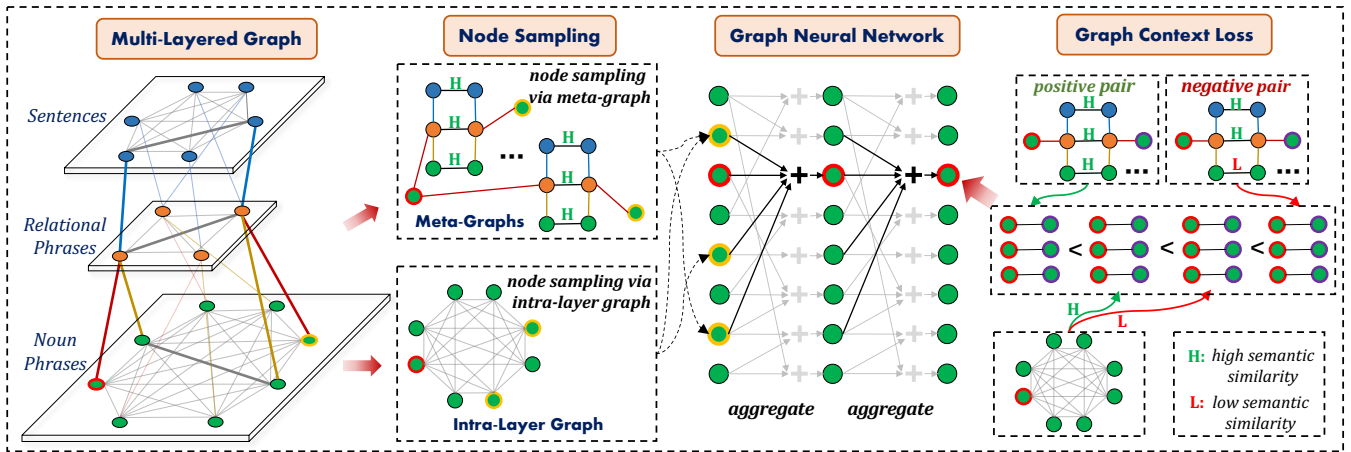 Multi-Layered Graph
Sentences
Relational
Phrases
Noun
Phrases
Node Sampling
node sampling
via meta-graph
H
H
H
...
H
H
H
Meta-Graphs
node sampling via
intra-layer graph
Intra-Layer Graph
Graph Neural Network
+ +
+ +
+ +
+ +
+ +
+ +
+ +
+ +
aggregate aggregate
Graph Context Loss
positive pair
H
H
H
...
negative pair
H
H
L
...
< < <
H
L
H: high semantic
similarity
L: low semantic
similarity